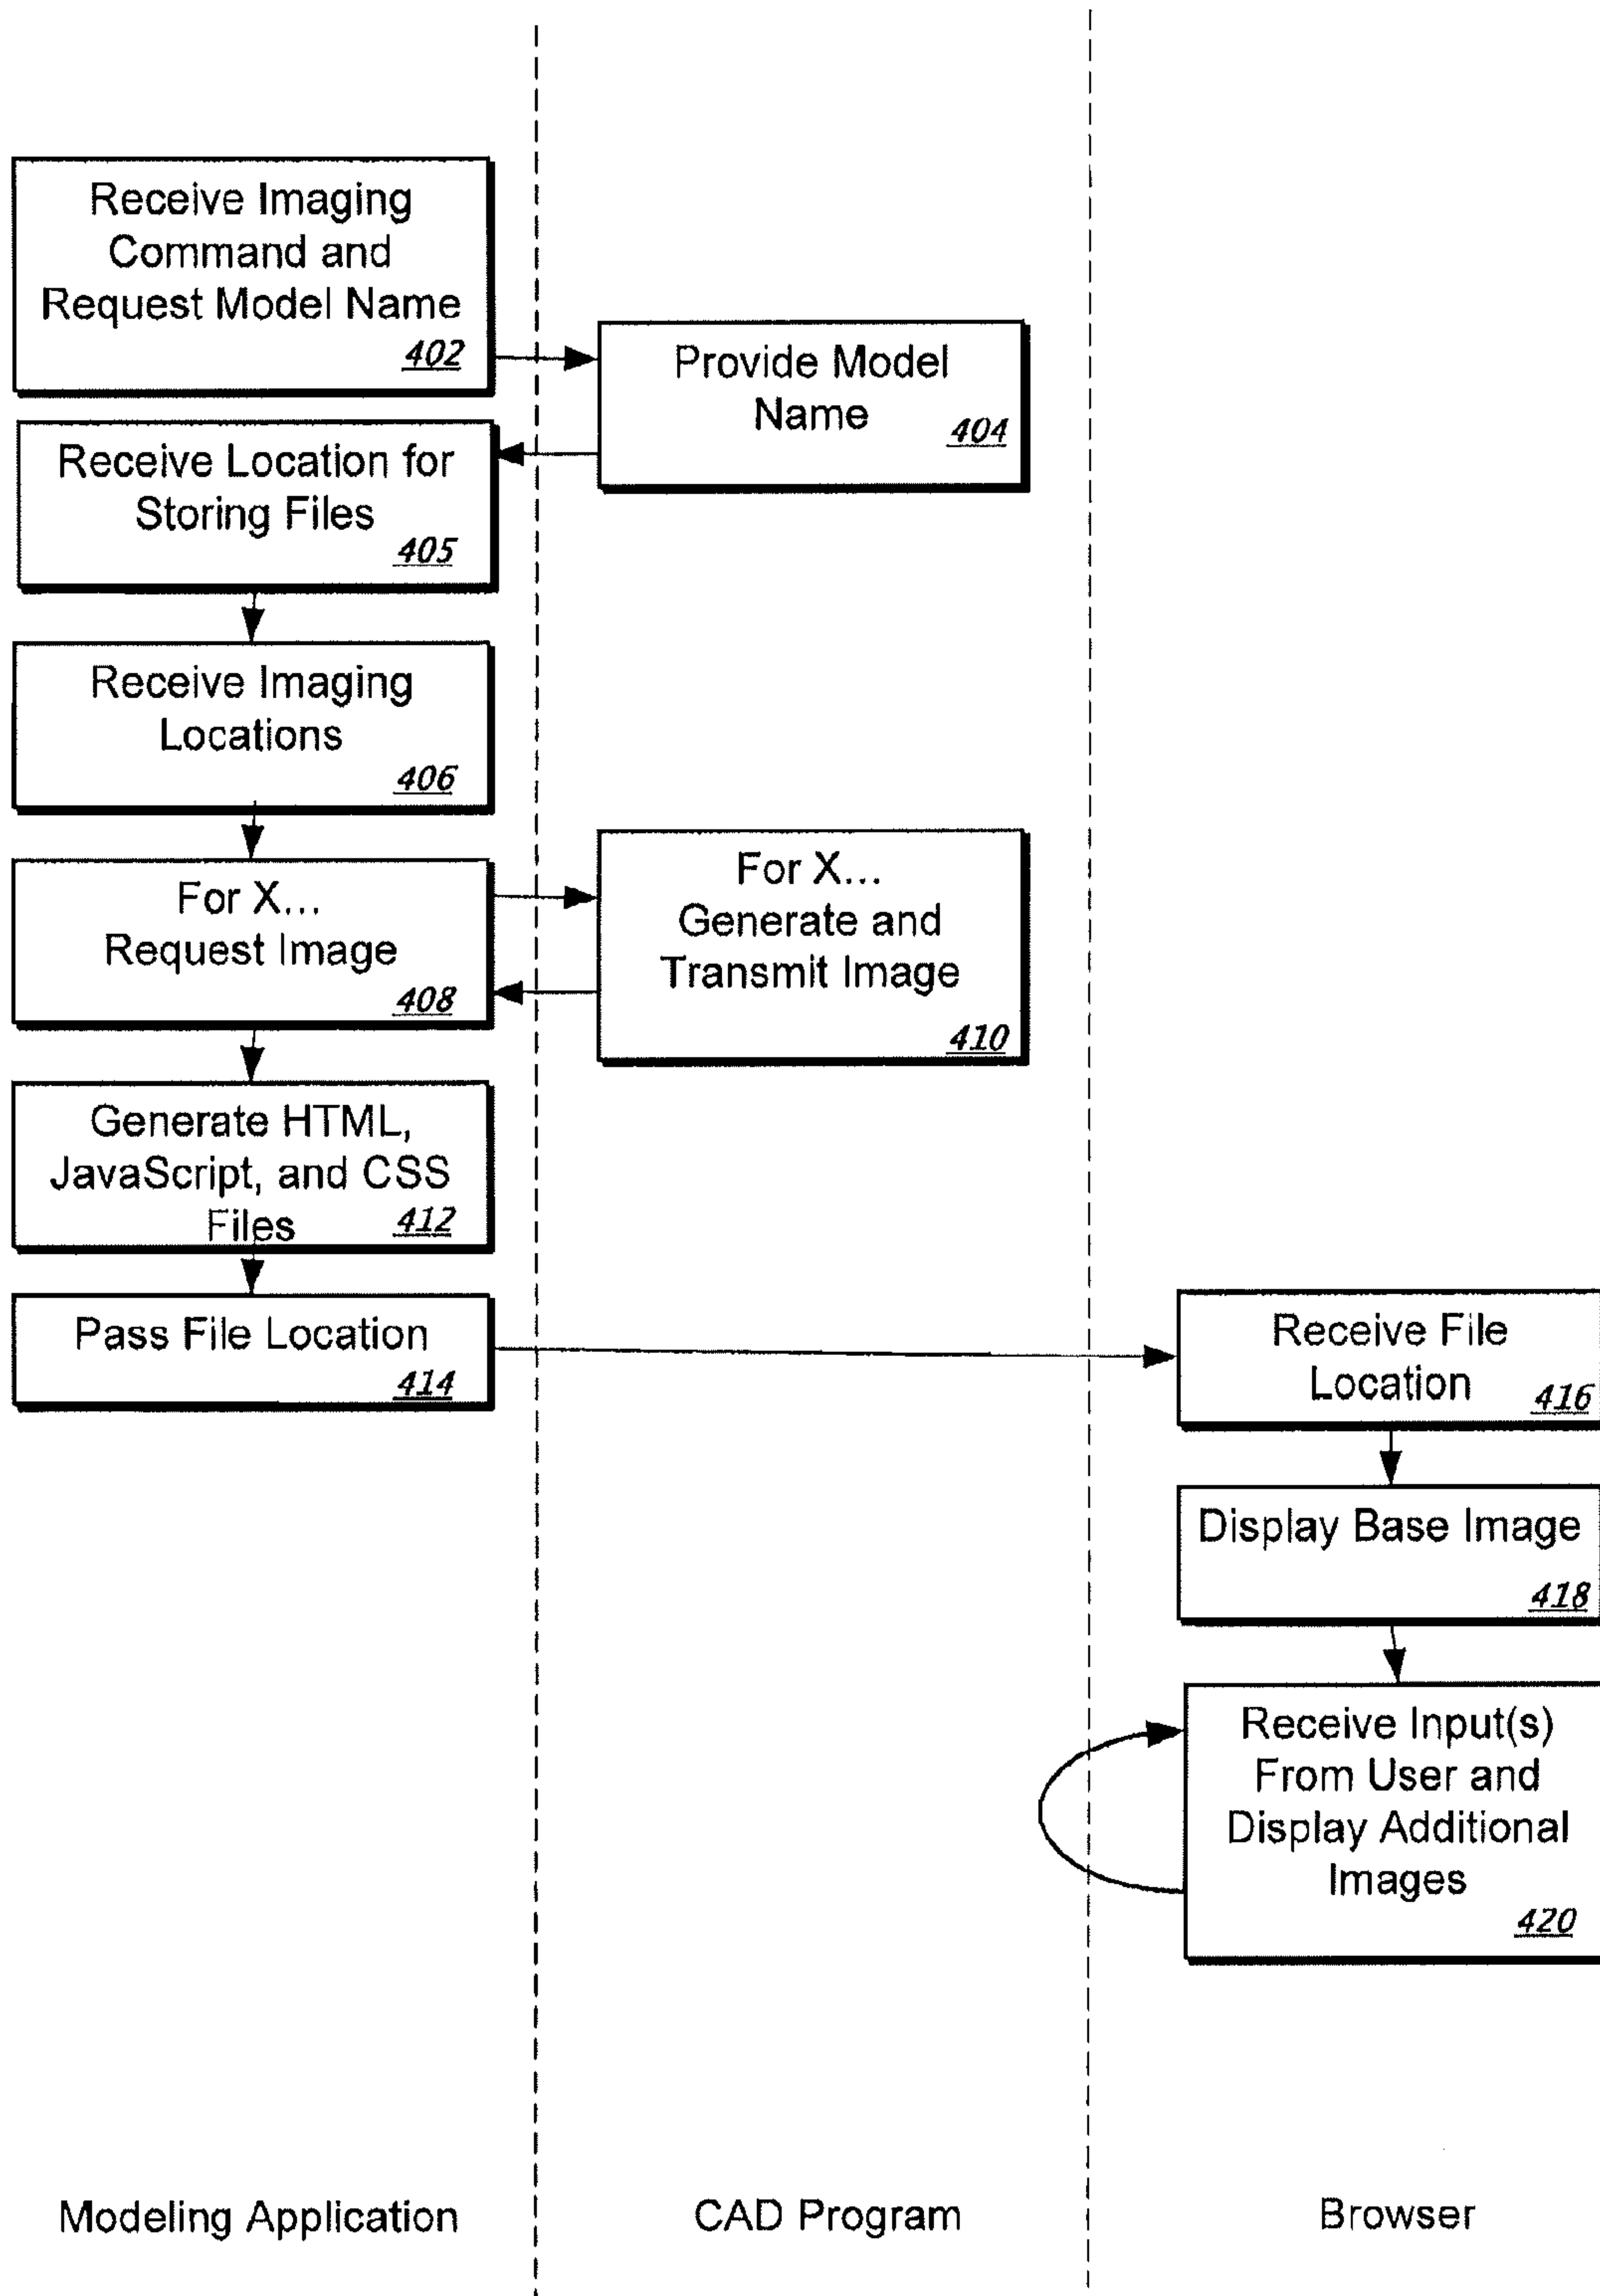 Receive Imaging
Command and
Request Model Name
402
Provide Model
Name
404
Receive Location for
Storing Files
405
Receive Imaging
Locations
406
For X...
Request Image
408
For X...
Generate and
Transmit Image
410
Generate HTML,
JavaScript, and CSS
Files
412
Pass File Location
414
Receive File
Location
416
Display Base Image
418
Receive Input(s)
From User and
Display Additional
Images
420
Modeling Application
CAD Program
Browser